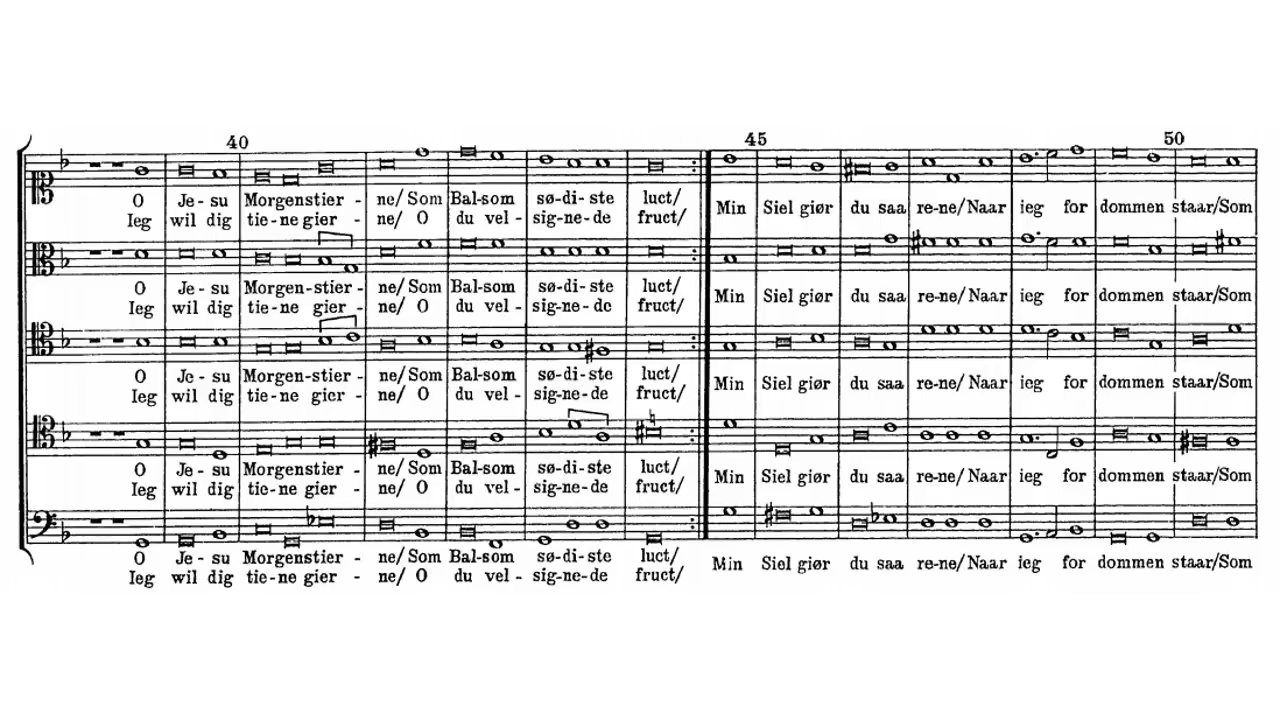 40 45 50
O Je - su Morgenstier - ne/ Som Bal-som sø-di-ste luct/ Min Siel giør du saa re-ne/ Naar ieg for dommen staar/Som
Ieg wil dig tie-ne gier - ne/ O du vel - sig-ne-de fruct/
O Je - su Morgen-stier - ne/ Som Bal-som sø-di-ste luct/ Min Siel giør du saa re-ne/ Naar ieg for dommen staar/Som
Ieg wil dig tie-ne gier - ne/ O du vel - sig-ne-de fruct/
O Je - su Morgen-stier - ne/ Som Bal-som sø-di-ste luct/ Min Siel giør du saa re-ne/ Naar ieg for dommen staar/Som
Ieg wil dig tie-ne gier - ne/ O du vel - sig-ne-de fruct/
O Je - su Morgenstier - ne/ Som Bal-som sø-di-ste luct/ Min Siel giør du saa re-ne/ Naar ieg for dommen staar/Som
Ieg wil dig tie-ne gier - ne/ O du vel - sig-ne-de fruct/
O Je - su Morgenstier - ne/ Som Bal-som sø-di-ste luct/ Min Siel giør du saa re-ne/ Naar ieg for dommen staar/Som
Ieg wil dig tie-ne gier - ne/ O du vel - sig-ne-de fruct/